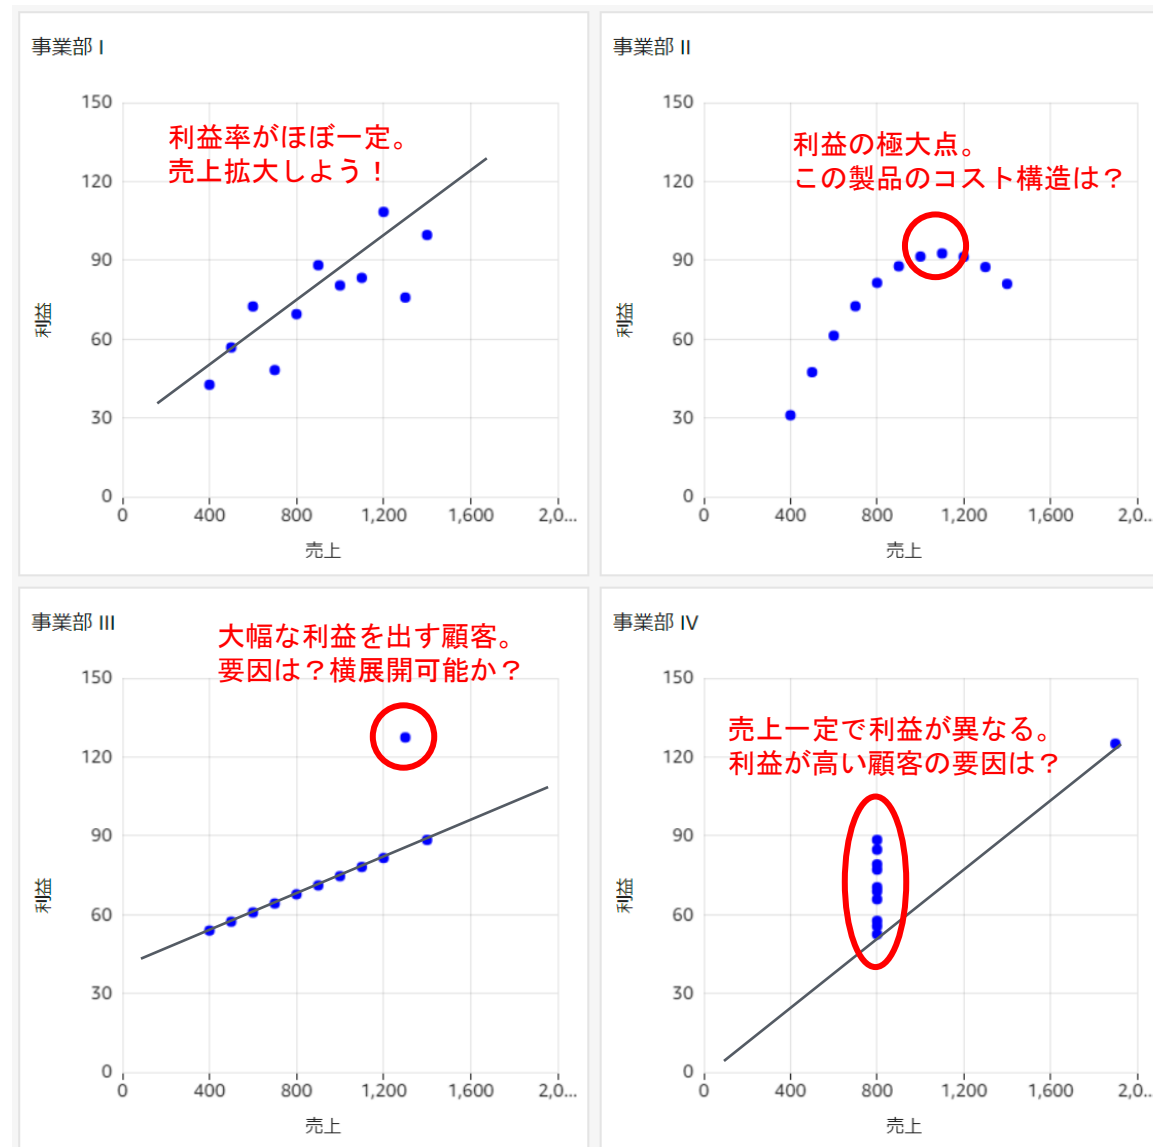 事業部 I
150
利益率がほぼ一定。
売上拡大しよう！
120
90
利益
60
30
0
0 400 800 1,200 1,600 2,0...
売上
事業部 II
150
利益の極大点。
この製品のコスト構造は？
120
90
利益
60
30
0
0 400 800 1,200 1,600 2,0...
売上
事業部 III
大幅な利益を出す顧客。
要因は？横展開可能か？
150
120
90
利益
60
30
0
0 400 800 1,200 1,600 2,0...
売上
事業部 IV
150
売上一定で利益が異なる。
利益が高い顧客の要因は？
120
90
利益
60
30
0
0 400 800 1,200 1,600 2,0...
売上